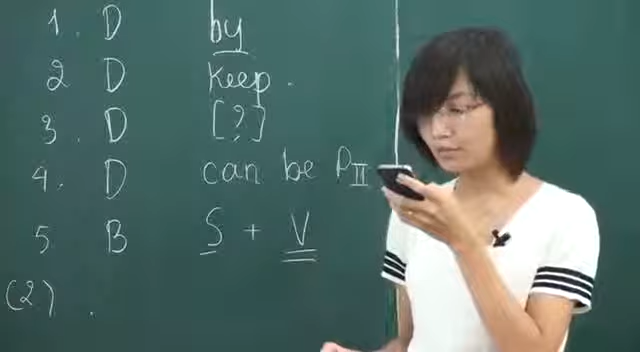 1. D by
2 D Keep.
3. D [?]
4. D can be PII
5 B S + V
(2) .